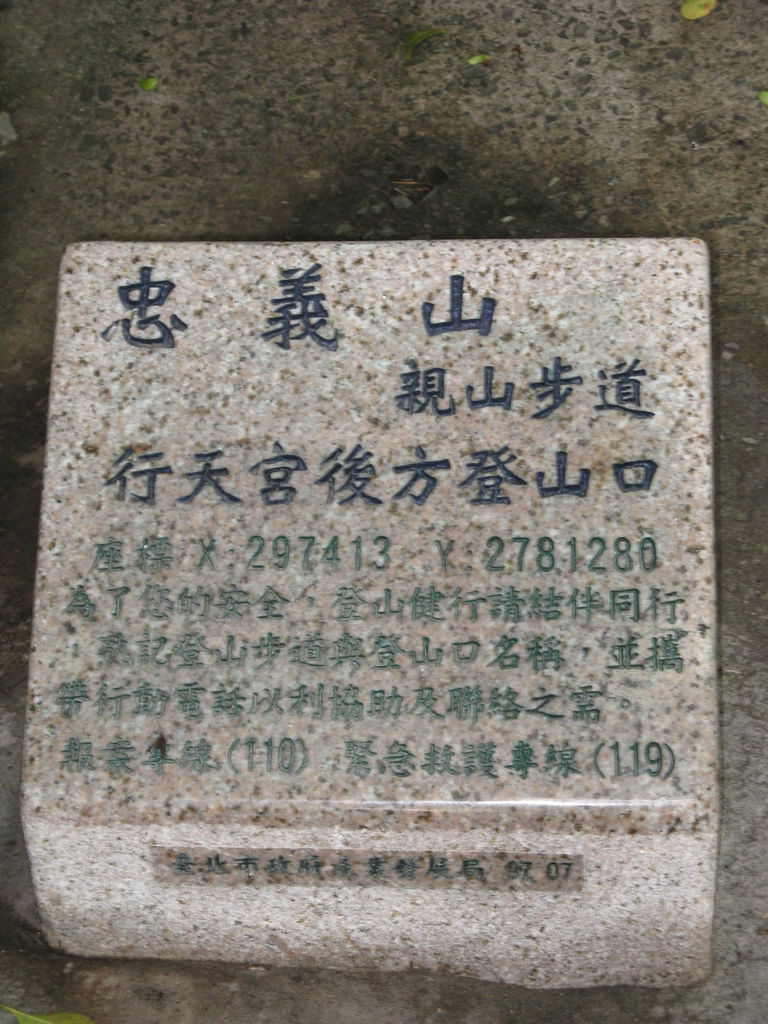 忠義山
親山步道
行天宮後方登山口
座標 X:297413 Y:2781280
為了您的安全，登山健行請結伴同行
，熟記登山步道與登山口名稱，並攜
帶行動電話以利協助及聯絡之需。
報案專線(110) 緊急救護專線(119)
臺北市政府產業發展局 97.07